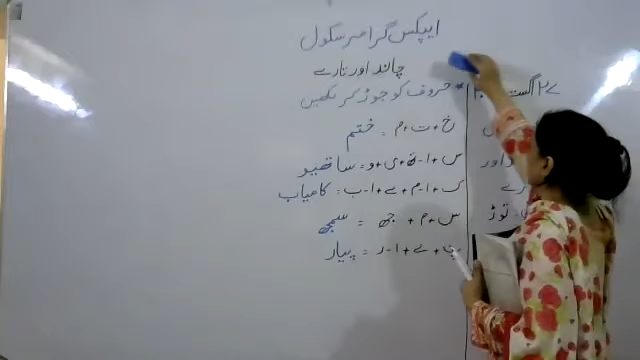 ایپکس گرامر سکول
چاند اور تارے
۲۷ اگست
* حروف کو جوڑ کر لکھیں
خ + ت + م = ختم
س + ا - تھ + ی + و = ساتھیو
اور
ک + ا - م + ے + ا - ب = کامیاب
س + م + جھ = سمجھ
توڑ
پ + ے + ا - ر = پیار